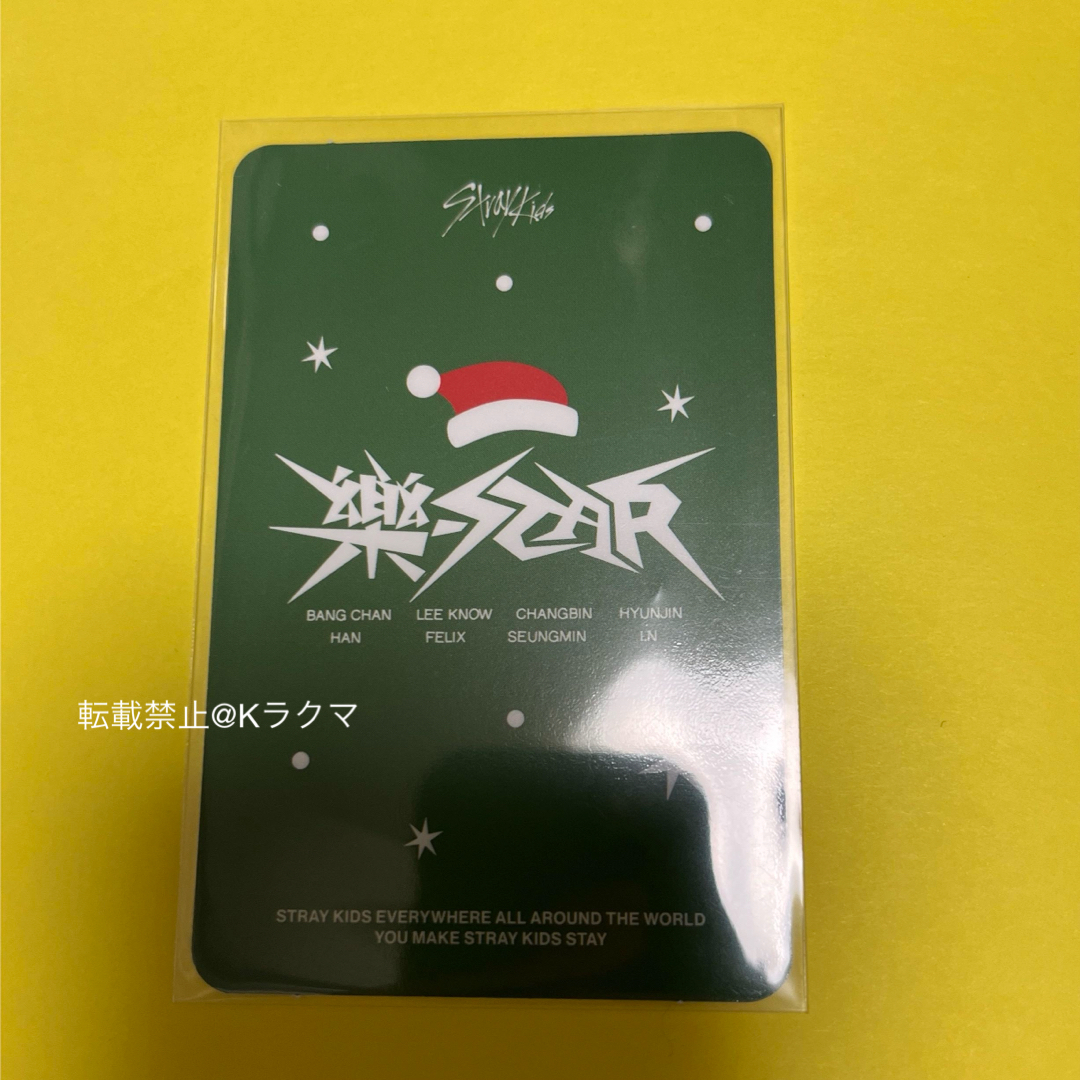 Stray Kids
樂-STAR
BANG CHAN LEE KNOW CHANGBIN HYUNJIN
HAN FELIX SEUNGMIN I.N
転載禁止@Kラクマ
STRAY KIDS EVERYWHERE ALL AROUND THE WORLD
YOU MAKE STRAY KIDS STAY